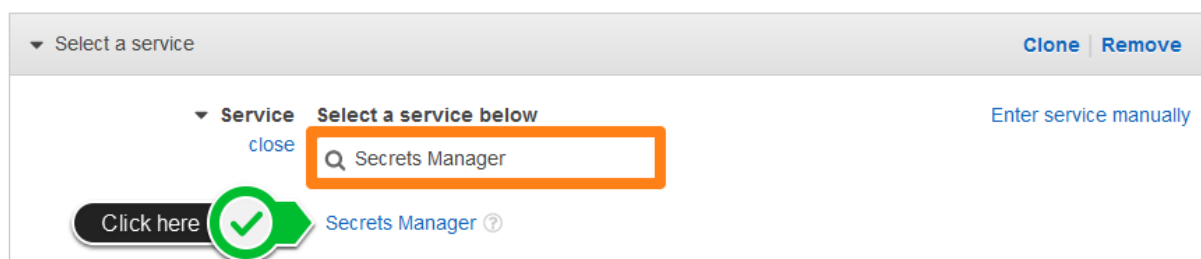 Select a service Clone Remove
Service Select a service below Enter service manually
close
Secrets Manager
Click here Secrets Manager ?